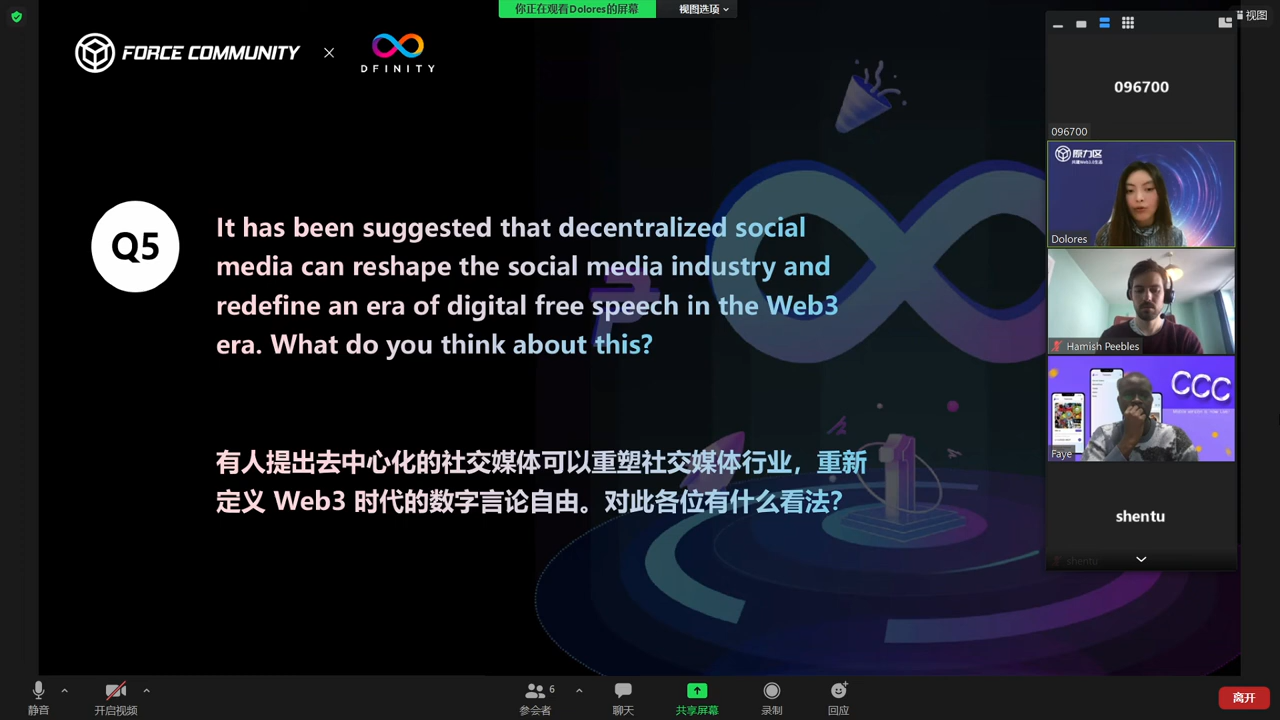 你正在观看Dolores的屏幕
视图选项
视图
FORCE COMMUNITY
×
DFINITY
096700
096700
原力区
Dolores
Hamish Peebles
CCC
Faye
shentu
shentu
Q5
It has been suggested that decentralized social
media can reshape the social media industry and
redefine an era of digital free speech in the Web3
era. What do you think about this?
有人提出去中心化的社交媒体可以重塑社交媒体行业，重新
定义 Web3 时代的数字言论自由。对此各位有什么看法？
静音
开启视频
6
参会者
聊天
共享屏幕
录制
回应
离开